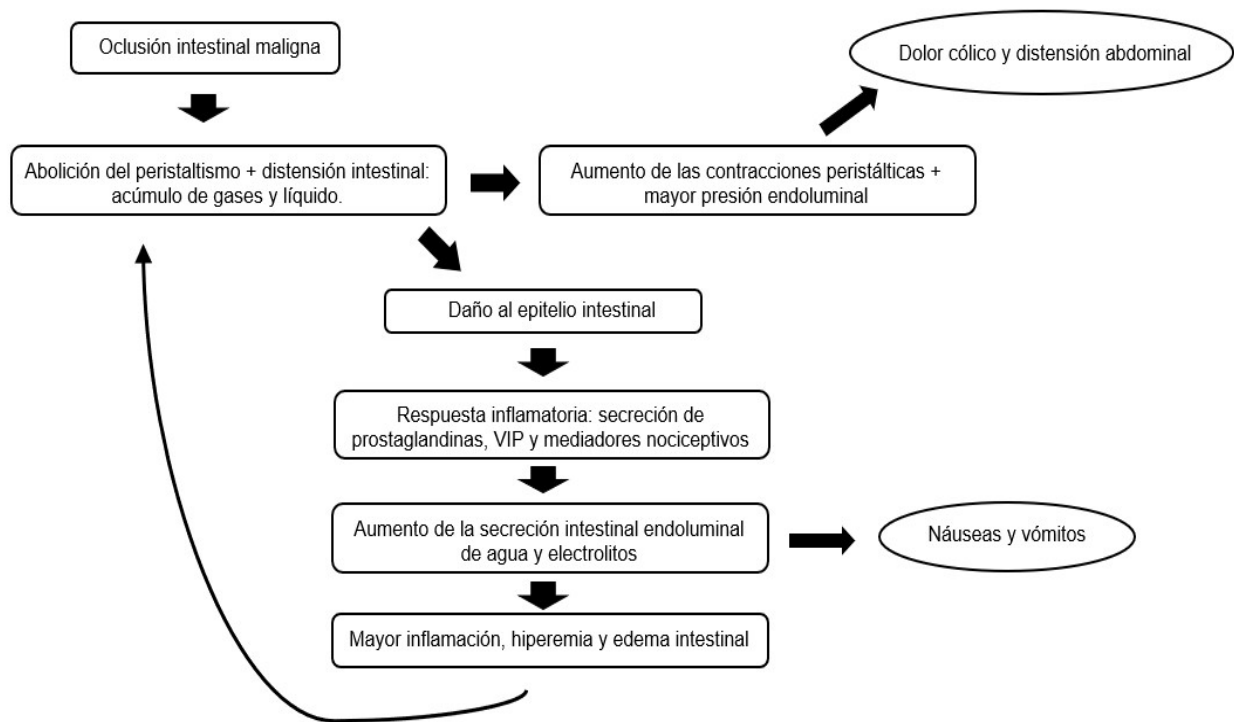 Oclusión intestinal maligna
Dolor cólico y distensión abdominal
Abolición del peristaltismo + distensión intestinal:
acúmulo de gases y líquido.
Aumento de las contracciones peristálticas +
mayor presión endoluminal
Daño al epitelio intestinal
Respuesta inflamatoria: secreción de
prostaglandinas, VIP y mediadores nociceptivos
Aumento de la secreción intestinal endoluminal
de agua y electrolitos
Náuseas y vómitos
Mayor inflamación, hiperemia y edema intestinal